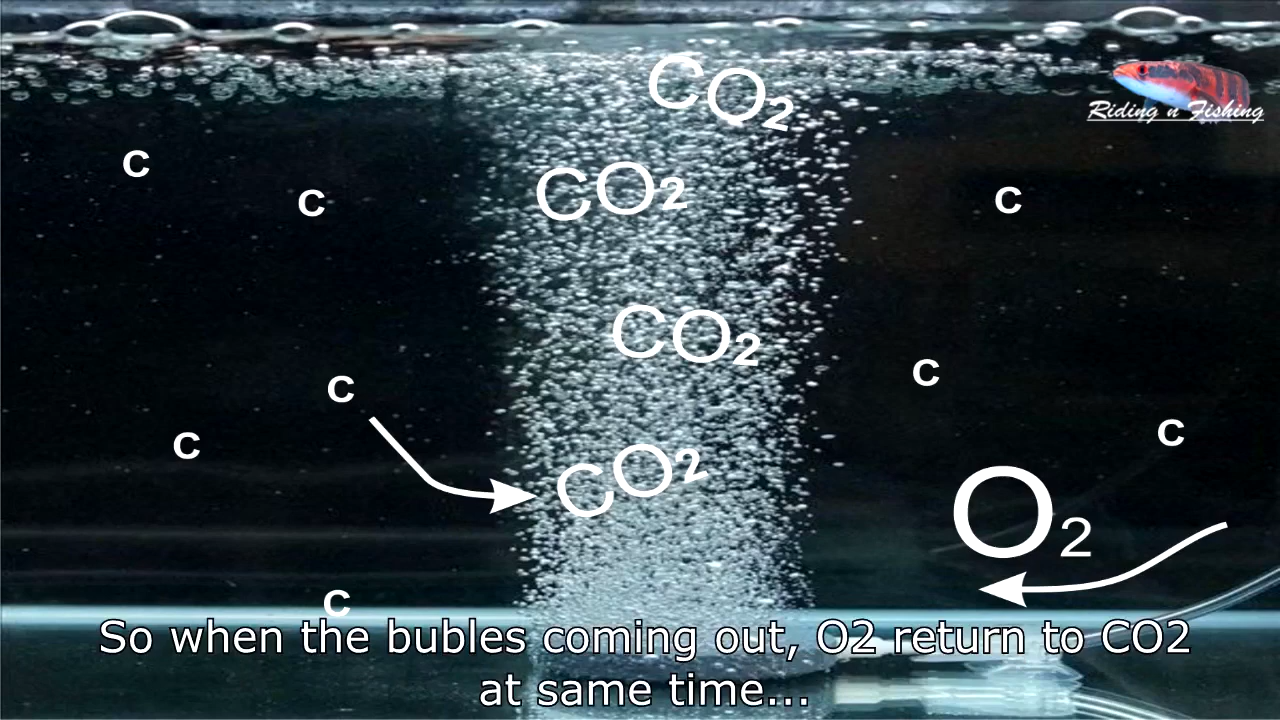 CO₂
Riding n Fishing
C
CO₂
C
C
CO₂
C
C
C
C
CO₂
O₂
C
So when the bubles coming out, O2 return to CO2
at same time...